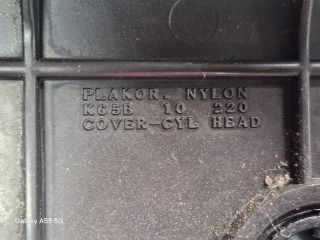 PLAKOR. NYLON
K65B 10 220
COVER-CYL HEAD
Galaxy A55 5G